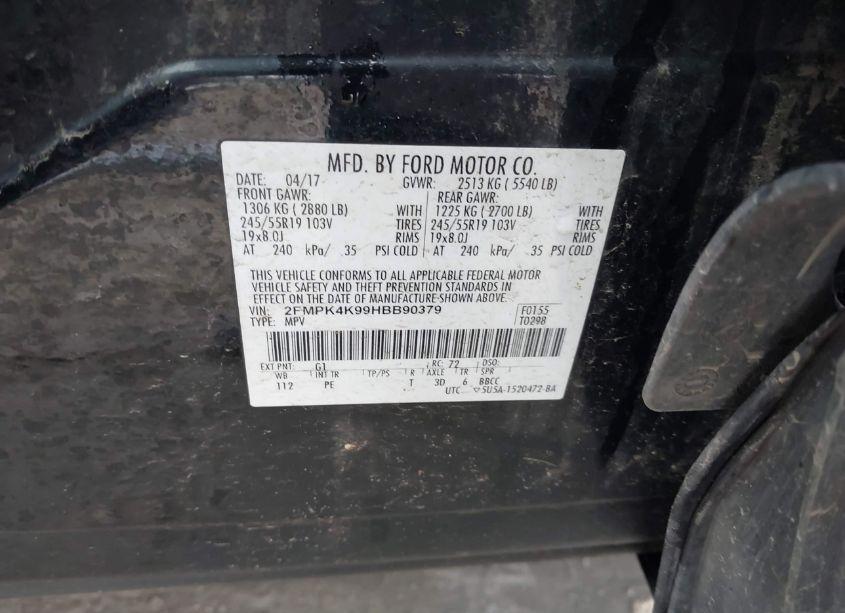 MFD. BY FORD MOTOR CO.
DATE: 04/17 GVWR: 2513 KG ( 5540 LB)
FRONT GAWR: REAR GAWR:
1306 KG ( 2880 LB) WITH 1225 KG ( 2700 LB) WITH
245/55R19 103V TIRES 245/55R19 103V TIRES
19x8.0J RIMS 19x8.0J RIMS
AT 240 kPa/ 35 PSI COLD AT 240 kPa/ 35 PSI COLD
THIS VEHICLE CONFORMS TO ALL APPLICABLE FEDERAL MOTOR
VEHICLE SAFETY AND THEFT PREVENTION STANDARDS IN
EFFECT ON THE DATE OF MANUFACTURE SHOWN ABOVE.
VIN: 2FMPK4K99HBB90379 F0155
TYPE: MPV T0298
EXT PNT: G1 RC: 72 DSO:
WB INT TR TP/PS R AXLE TR SPR
112 PE T 3D 6 BBCC
UTC 5U5A-1520472-BA